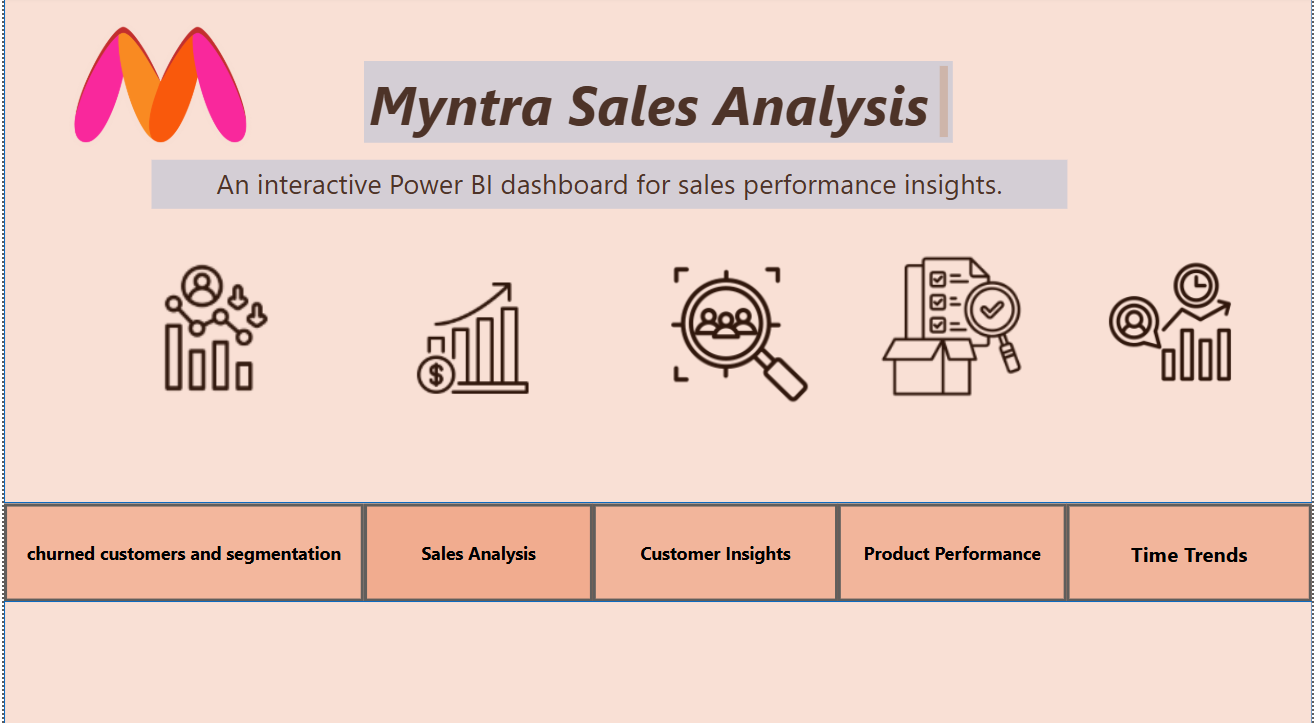 Myntra Sales Analysis
An interactive Power BI dashboard for sales performance insights.
churned customers and segmentation
Sales Analysis
Customer Insights
Product Performance
Time Trends